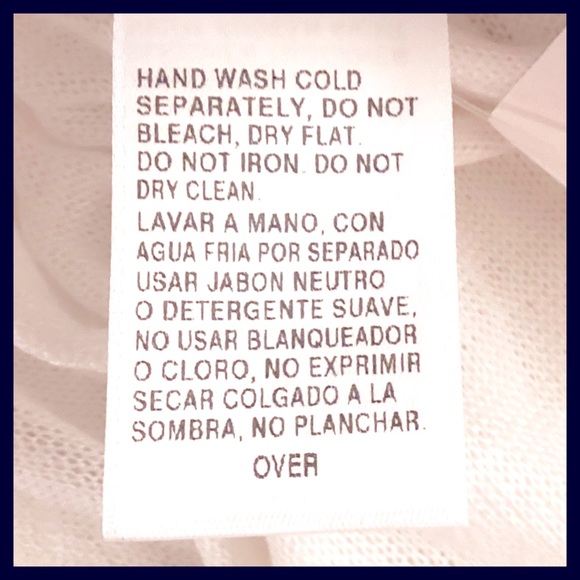 HAND WASH COLD
SEPARATELY, DO NOT
BLEACH, DRY FLAT.
DO NOT IRON. DO NOT
DRY CLEAN.
LAVAR A MANO, CON
AGUA FRIA POR SEPARADO
USAR JABON NEUTRO
O DETERGENTE SUAVE,
NO USAR BLANQUEADOR
O CLORO, NO EXPRIMIR
SECAR COLGADO A LA
SOMBRA, NO PLANCHAR.
OVER